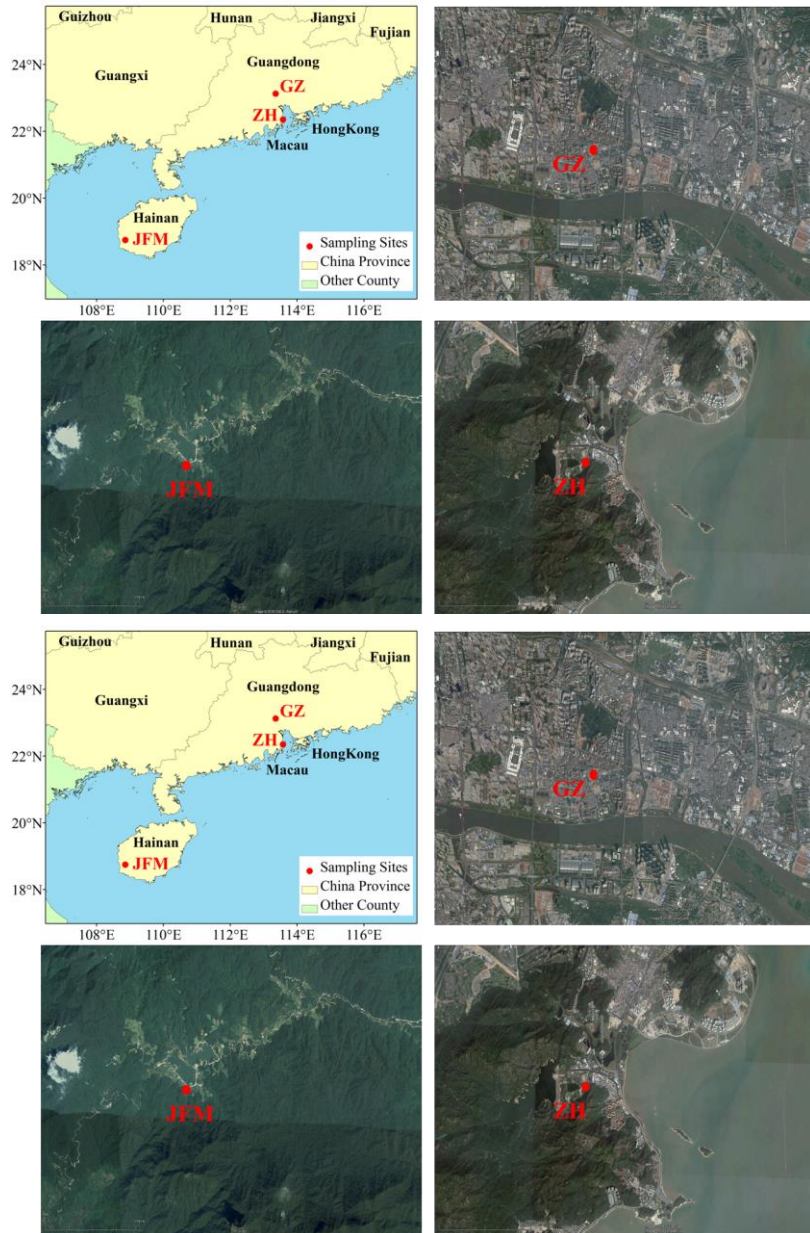 Guizhou
Hunan
Jiangxi
Fujian
24°N
Guangxi
Guangdong
GZ
22°N
ZH
HongKong
Macau
20°N
Hainan
JFM
Sampling Sites
China Province
Other County
18°N
108°E 110°E 112°E 114°E 116°E
GZ
JFM
ZH
Guizhou
Hunan
Jiangxi
Fujian
24°N
Guangxi
Guangdong
GZ
22°N
ZH
HongKong
Macau
20°N
Hainan
JFM
Sampling Sites
China Province
Other County
18°N
108°E 110°E 112°E 114°E 116°E
GZ
JFM
ZH